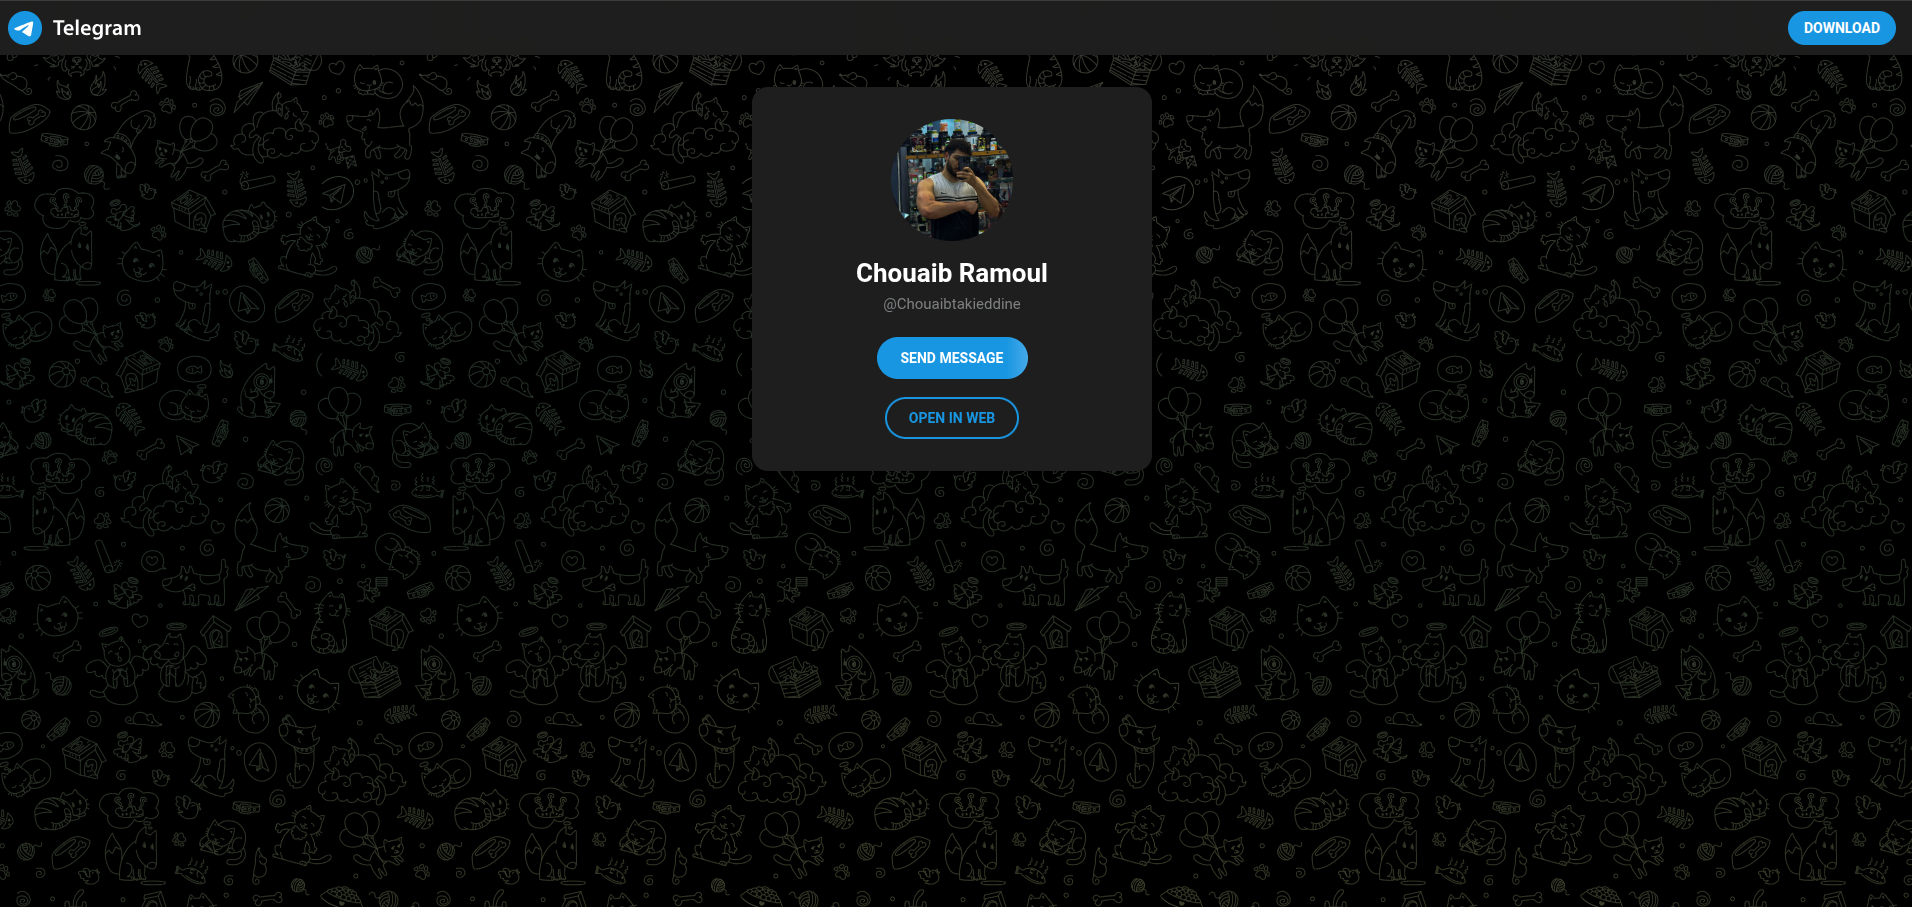 Telegram
DOWNLOAD
Chouaib Ramoul
@Chouaibtakieddine
SEND MESSAGE
OPEN IN WEB